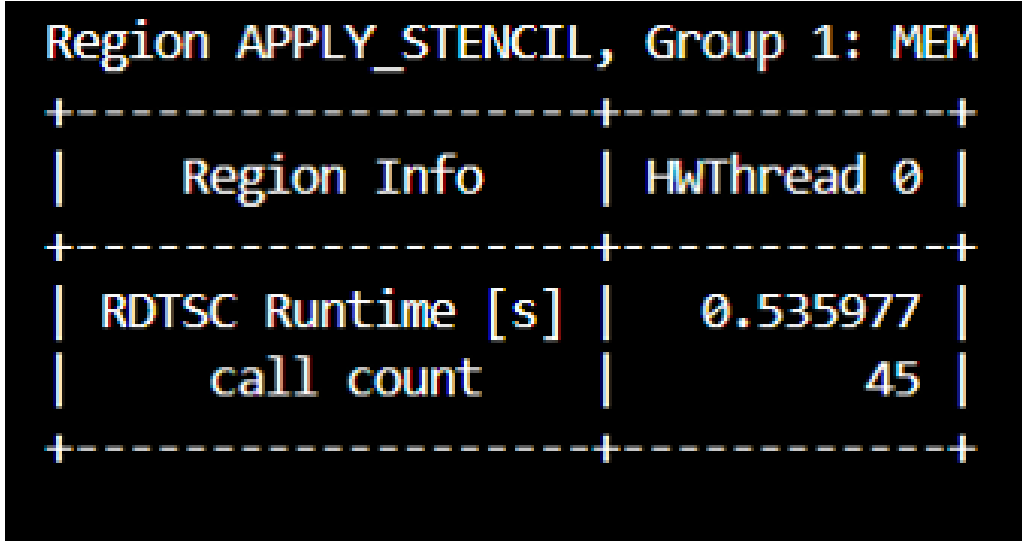 Region APPLY_STENCIL, Group 1: MEM
+-------------------+------------+
| Region Info | HWThread 0 |
+-------------------+------------+
| RDTSC Runtime [s] | 0.535977 |
| call count | 45 |
+-------------------+------------+